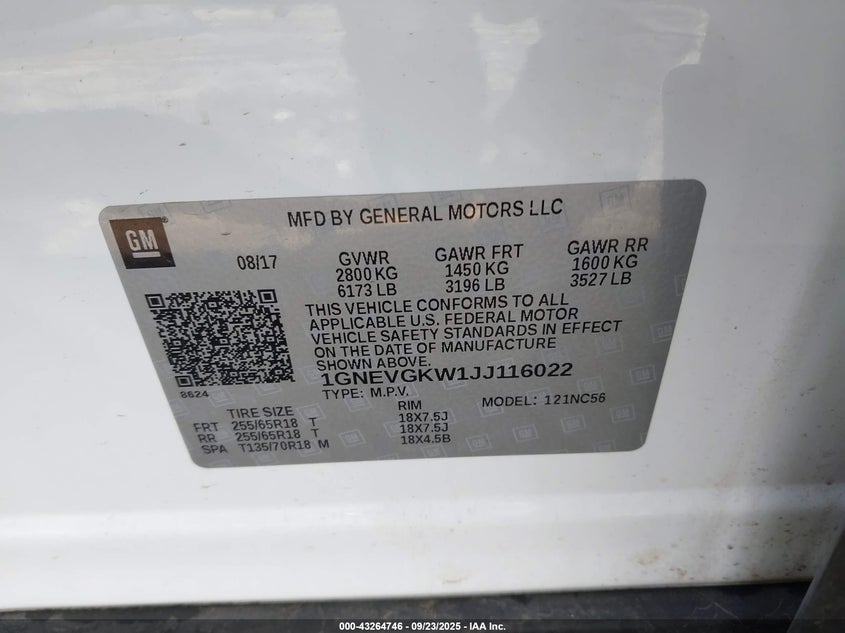 GM
®
MFD BY GENERAL MOTORS LLC
08/17
GVWR GAWR FRT GAWR RR
2800 KG 1450 KG 1600 KG
6173 LB 3196 LB 3527 LB
THIS VEHICLE CONFORMS TO ALL
APPLICABLE U.S. FEDERAL MOTOR
VEHICLE SAFETY STANDARDS IN EFFECT
ON THE DATE OF MANUFACTURE
SHOWN ABOVE.
1GNEVGKW1JJ116022
8624
TYPE: M.P.V. MODEL: 121NC56
TIRE SIZE RIM
FRT 255/65R18 T 18X7.5J
RR 255/65R18 T 18X7.5J
SPA T135/70R18 M 18X4.5B
000-43264746 - 09/23/2025 - IAA Inc.